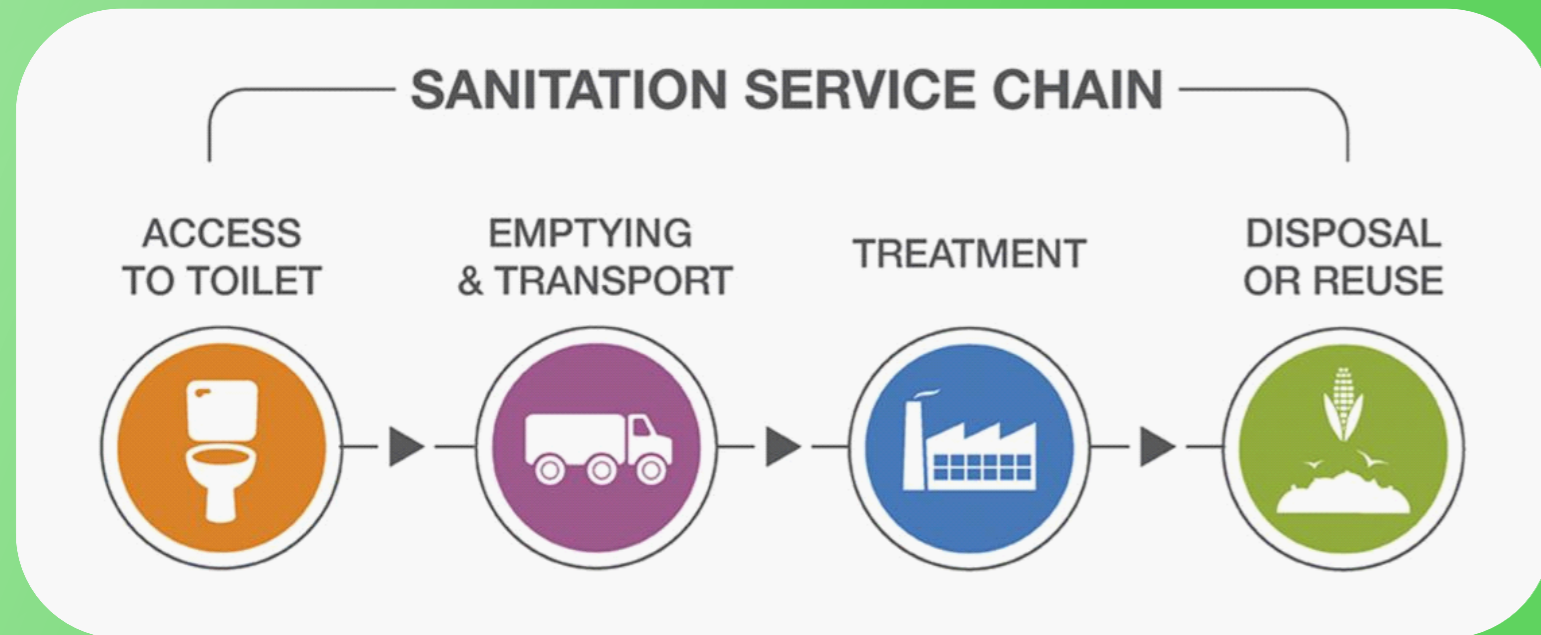 SANITATION SERVICE CHAIN
ACCESS
TO TOILET
EMPTYING
& TRANSPORT
TREATMENT
DISPOSAL
OR REUSE